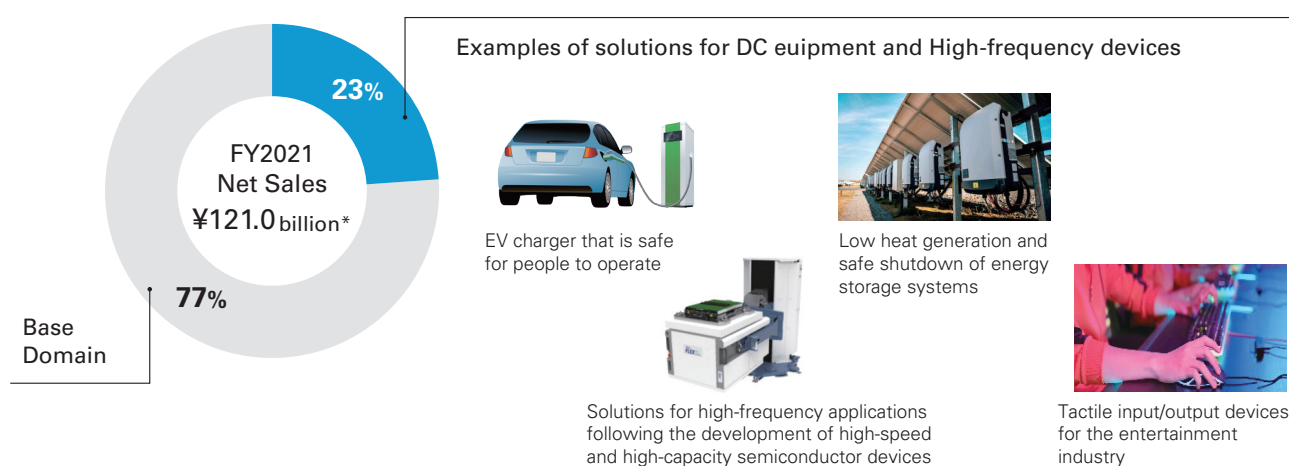 Examples of solutions for DC euipment and High-frequency devices
23%
FY2021
Net Sales
¥121.0 billion*
77%
Base
Domain
EV charger that is safe
for people to operate
Low heat generation and
safe shutdown of energy
storage systems
FLEX
Solutions for high-frequency applications
following the development of high-speed
and high-capacity semiconductor devices
Tactile input/output devices
for the entertainment
industry